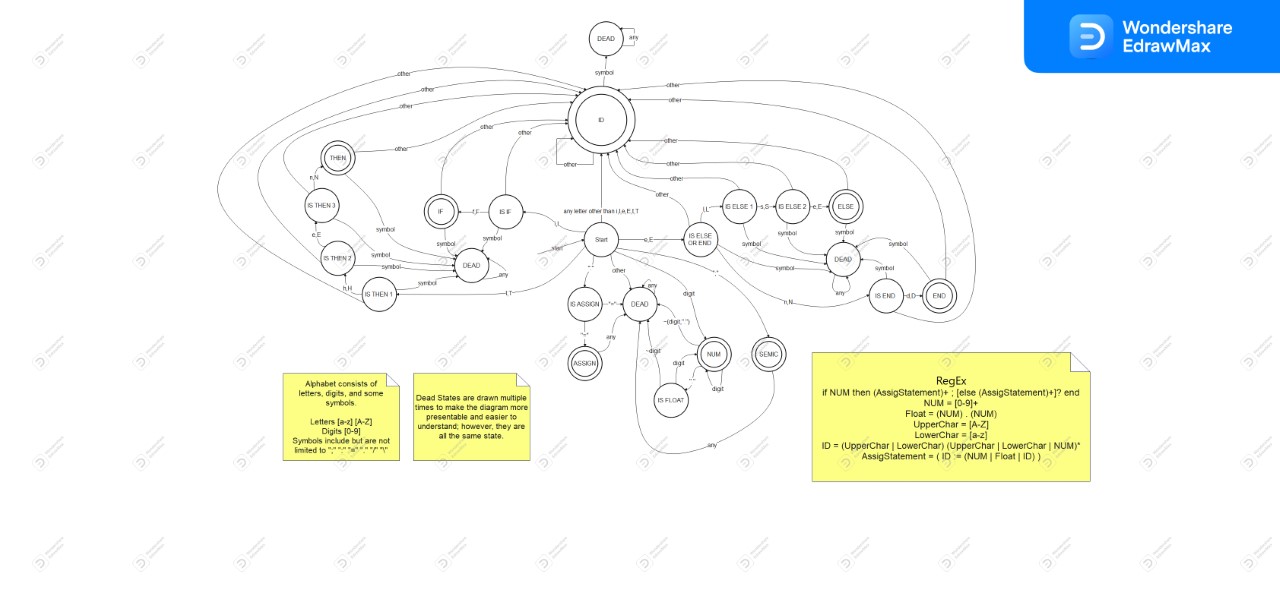 Wondershare
EdrawMax
DEAD
any
symbol
other
other
other
ID
other
other
other
other
other
other
other
other
other
other
THEN
n,N
IS THEN 3
e,E
IS THEN 2
h,H
IS THEN 1
symbol
symbol
symbol
symbol
IF
f,F
IS IF
symbol
symbol
DEAD
any
any letter other than i,I,e,E,t,T
start
Start
e,E
IS ELSE
OR END
IS ELSE 1
s,S
IS ELSE 2
e,E
ELSE
symbol
symbol
symbol
symbol
DEAD
any
symbol
symbol
IS END
d,D
END
n,N
other
digit
IS ASSIGN
DEAD
any
any
ASSIGN
~digit
digit
NUM
digit
IS FLOAT
SEMIC
any
Alphabet consists of
letters, digits, and some
symbols.
Letters [a-z] [A-Z]
Digits [0-9]
Symbols include but are not
limited to
Dead States are drawn multiple
times to make the diagram more
presentable and easier to
understand; however, they are
all the same state.
RegEx
if NUM then (AssigStatement)+ ; [else (AssigStatement)+]? end
NUM = [0-9]+
Float = (NUM) . (NUM)
UpperChar = [A-Z]
LowerChar = [a-z]
ID = (UpperChar | LowerChar) (UpperChar | LowerChar | NUM)*
AssigStatement = ( ID := (NUM | Float | ID) )